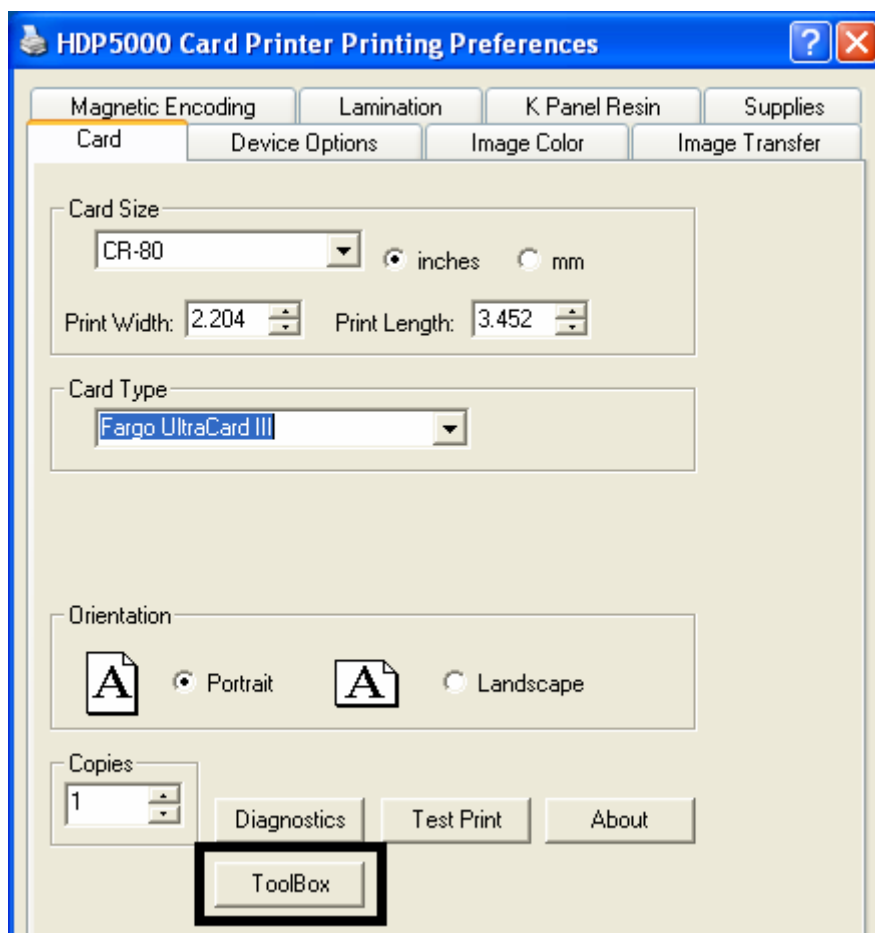 HDP5000 Card Printer Printing Preferences
Magnetic Encoding Lamination K Panel Resin Supplies
Card Device Options Image Color Image Transfer
Card Size
CR-80 inches mm
Print Width: 2.204 Print Length: 3.452
Card Type
Fargo UltraCard III
Orientation
A Portrait A Landscape
Copies
1
Diagnostics Test Print About
ToolBox